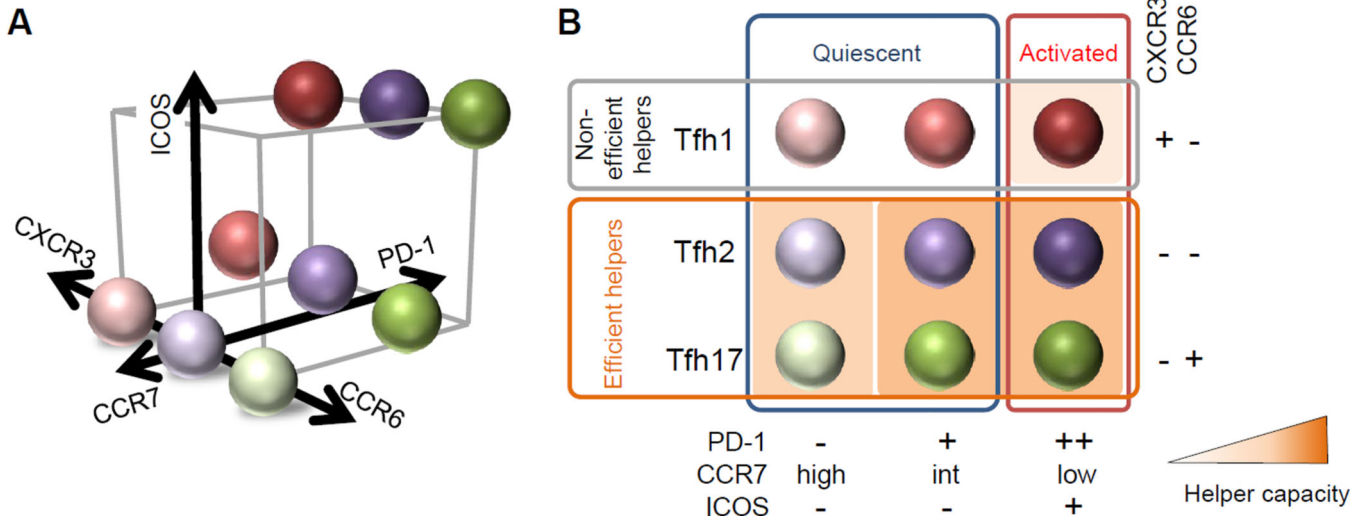 A
ICOS
CXCR3
PD-1
CCR7
CCR6
B
Quiescent
Activated
CXCR3
CCR6
Non-
efficient
helpers
Tfh1
+ -
Efficient helpers
Tfh2
- -
Tfh17
- +
PD-1 - + ++
CCR7 high int low
ICOS - - +
Helper capacity